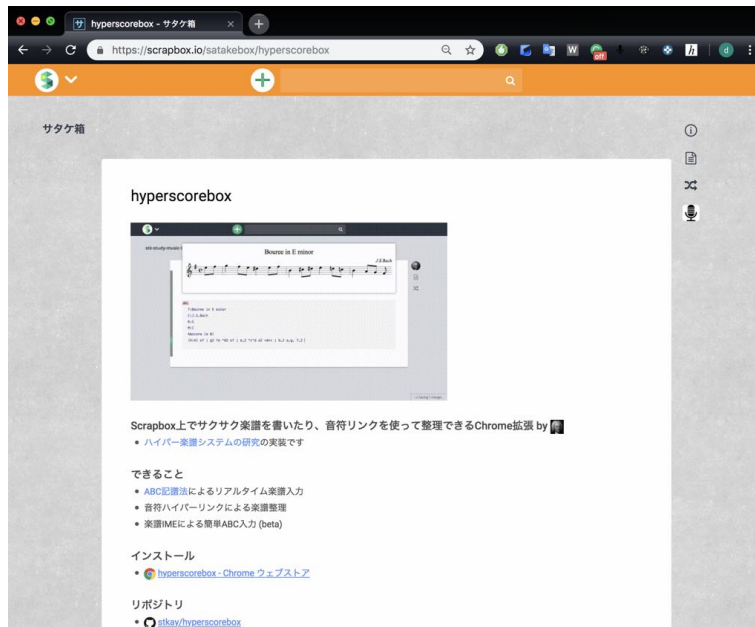 hyperscorebox - サタケ箱
https://scrapbox.io/satakebox/hyperscorebox
W
off
h
d
サタケ箱
hyperscorebox
Bouree in E minor
J.S.Bach
abc
Scrapbox上でサクサク楽譜を書いたり、音符リンクを使って整理できるChrome拡張 by
ハイパー楽譜システムの研究の実装です
できること
ABC記譜法によるリアルタイム楽譜入力
音符ハイパーリンクによる楽譜整理
楽譜IMEによる簡単ABC入力 (beta)
インストール
hyperscorebox - Chrome ウェブストア
リポジトリ
stkay/hyperscorebox